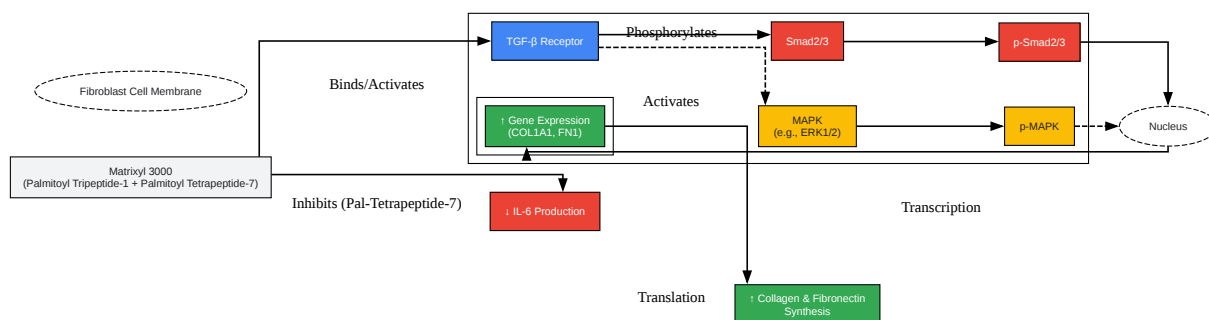 TGF-β Receptor
Phosphorylates
Smad2/3
p-Smad2/3
Binds/Activates
Fibroblast Cell Membrane
Activates
↑ Gene Expression
(COL1A1, FN1)
MAPK
(e.g., ERK1/2)
p-MAPK
Nucleus
Matrixyl 3000
(Palmitoyl Tripeptide-1 + Palmitoyl Tetrapeptide-7)
Inhibits (Pal-Tetrapeptide-7)
↓ IL-6 Production
Transcription
Translation
↑ Collagen & Fibronectin
Synthesis